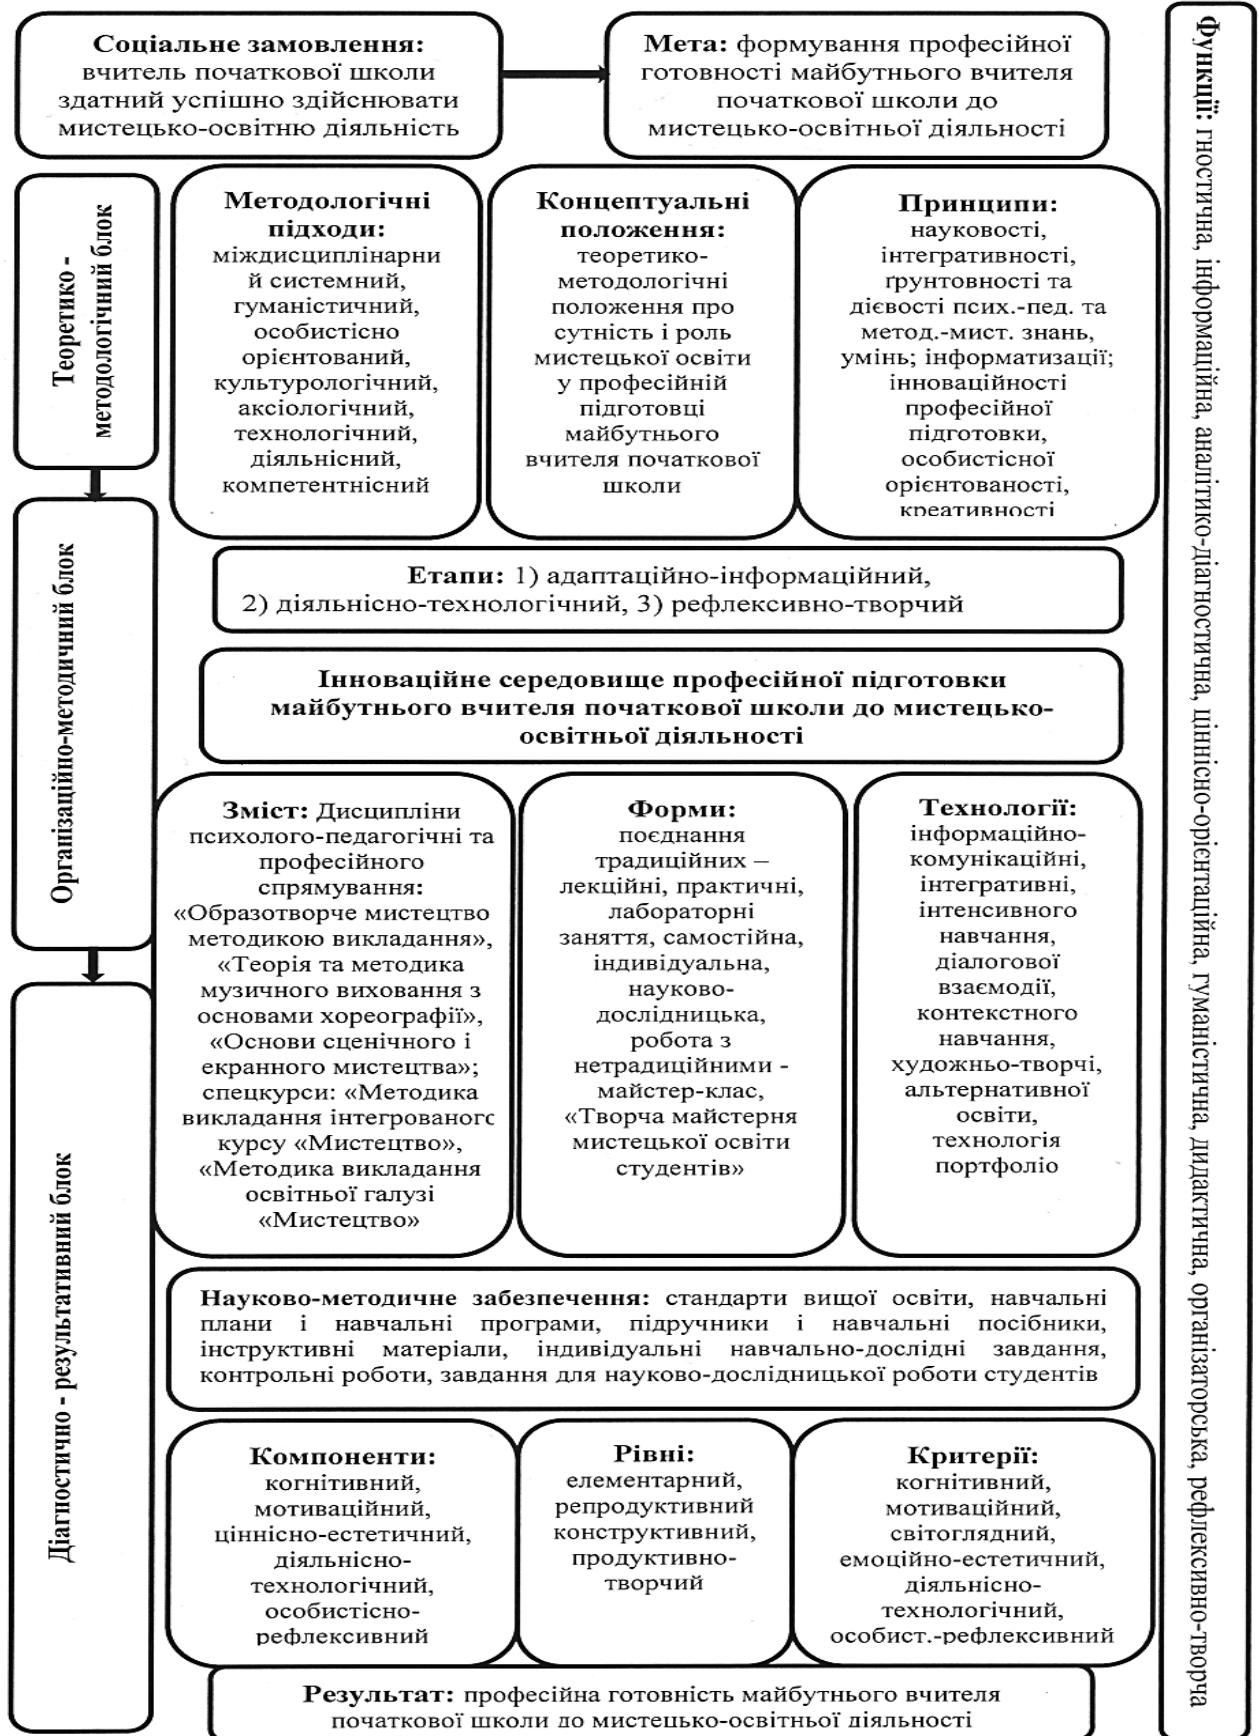 Соціальне замовлення:
вчитель початкової школи
здатний успішно здійснювати
мистецько-освітню діяльність
Мета: формування професійної
готовності майбутнього вчителя
початкової школи до
мистецько-освітньої діяльності
Теоретико -
методологічний блок
Методологічні
підходи:
міждисциплінарни
й системний,
гуманістичний,
особистісно
орієнтований,
культурологічний,
аксіологічний,
технологічний,
діяльнісний,
компетентнісний
Концептуальні
положення:
теоретико-
методологічні
положення про
сутність і роль
мистецької освіти
у професійній
підготовці
майбутнього
вчителя початкової
школи
Принципи:
науковості,
інтегративності,
ґрунтовності та
дієвості псих.-пед. та
метод.-мист. знань,
умінь; інформатизації;
інноваційності
професійної
підготовки,
особистісної
орієнтованості,
креативності
Організаційно-методичний блок
Етапи: 1) адаптаційно-інформаційний,
2) діяльнісно-технологічний, 3) рефлексивно-творчий
Інноваційне середовище професійної підготовки
майбутнього вчителя початкової школи до мистецько-
освітньої діяльності
Зміст: Дисципліни
психолого-педагогічні та
професійного
спрямування:
«Образотворче мистецтво
методикою викладання»,
«Теорія та методика
музичного виховання з
основами хореографії»,
«Основи сценічного і
екранного мистецтва»;
спецкурси: «Методика
викладання інтегрованого
курсу «Мистецтво»,
«Методика викладання
освітньої галузі
«Мистецтво»
Форми:
поєднання
традиційних –
лекційні, практичні,
лабораторні
заняття, самостійна,
індивідуальна,
науково-
дослідницька,
робота з
нетрадиційними -
майстер-клас,
«Творча майстерня
мистецької освіти
студентів»
Технології:
інформаційно-
комунікаційні,
інтегративні,
інтенсивного
навчання,
діалогової
взаємодії,
контекстного
навчання,
художньо-творчі,
альтернативної
освіти,
технологія
портфоліо
Діагностично - результативний блок
Науково-методичне забезпечення: стандарти вищої освіти, навчальні
плани і навчальні програми, підручники і навчальні посібники,
інструктивні матеріали, індивідуальні навчально-дослідні завдання,
контрольні роботи, завдання для науково-дослідницької роботи студентів
Компоненти:
когнітивний,
мотиваційний,
ціннісно-естетичний,
діяльнісно-
технологічний,
особистісно-
рефлексивний
Рівні:
елементарний,
репродуктивний
конструктивний,
продуктивно-
творчий
Критерії:
когнітивний,
мотиваційний,
світоглядний,
емоційно-естетичний,
діяльнісно-
технологічний,
особист.-рефлексивний
Результат: професійна готовність майбутнього вчителя
початкової школи до мистецько-освітньої діяльності
Функції: гностична, інформаційна, аналітико-діагностична, ціннісно-орієнтаційна, гуманістична, дидактична, організаторська, рефлексивно-творча